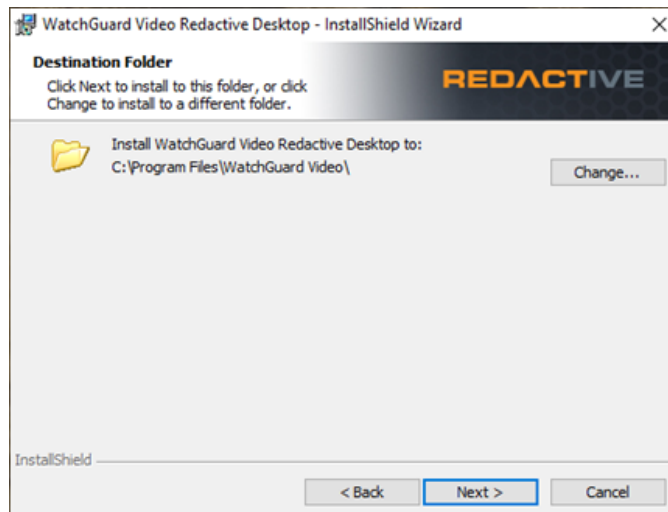 WatchGuard Video Redactive Desktop - InstallShield Wizard
Destination Folder
Click Next to install to this folder, or click
Change to install to a different folder.
REDACTIVE
Install WatchGuard Video Redactive Desktop to:
C:\Program Files\WatchGuard Video\
Change...
InstallShield
< Back
Next >
Cancel